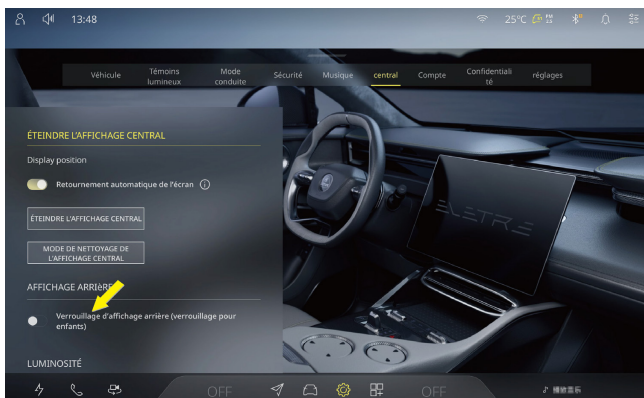 13:48
25°C
Véhicule
Témoins
lumineux
Mode
conduite
Sécurité
Musique
central
Compte
Confidentiali
té
réglages
ÉTEINDRE L'AFFICHAGE CENTRAL
Display position
Retournement automatique de l'écran
ÉTEINDRE L'AFFICHAGE CENTRAL
MODE DE NETTOYAGE DE
L'AFFICHAGE CENTRAL
AFFICHAGE ARRIèRE
Verrouillage d'affichage arrière (verrouillage pour
enfants)
LUMINOSITÉ
ELETRE
OFF
OFF